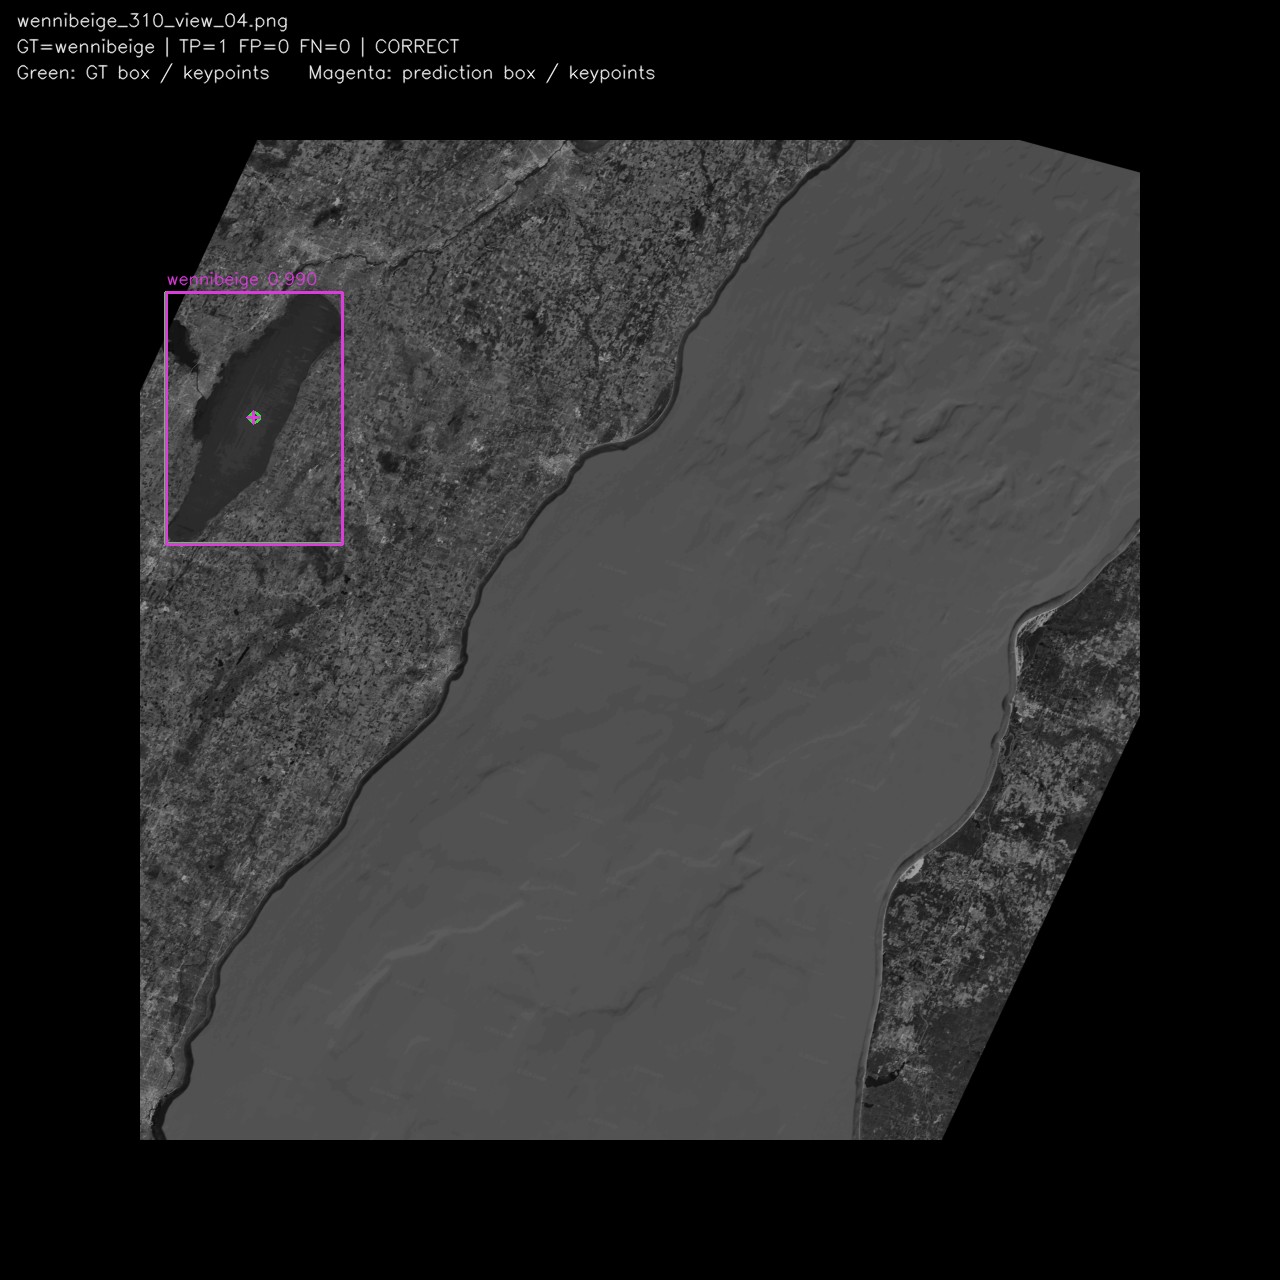 wennibeige_310_view_04.png
GT=wennibeige | TP=1 FP=0 FN=0 | CORRECT
Green: GT box / keypoints    Magenta: prediction box / keypoints
wennibeige 0.990